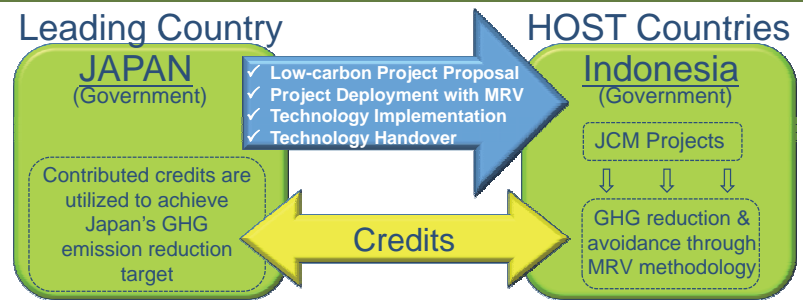 Leading Country
JAPAN
(Government)
Contributed credits are
utilized to achieve
Japan's GHG
emission reduction
target
✓ Low-carbon Project Proposal
✓ Project Deployment with MRV
✓ Technology Implementation
✓ Technology Handover
Credits
HOST Countries
Indonesia
(Government)
JCM Projects
GHG reduction &
avoidance through
MRV methodology